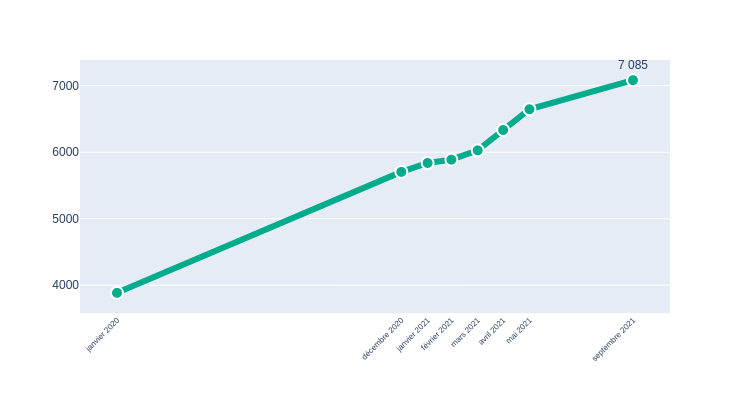 7 085
7000
6000
5000
4000
janvier 2020
décembre 2020
janvier 2021
février 2021
mars 2021
avril 2021
mai 2021
septembre 2021